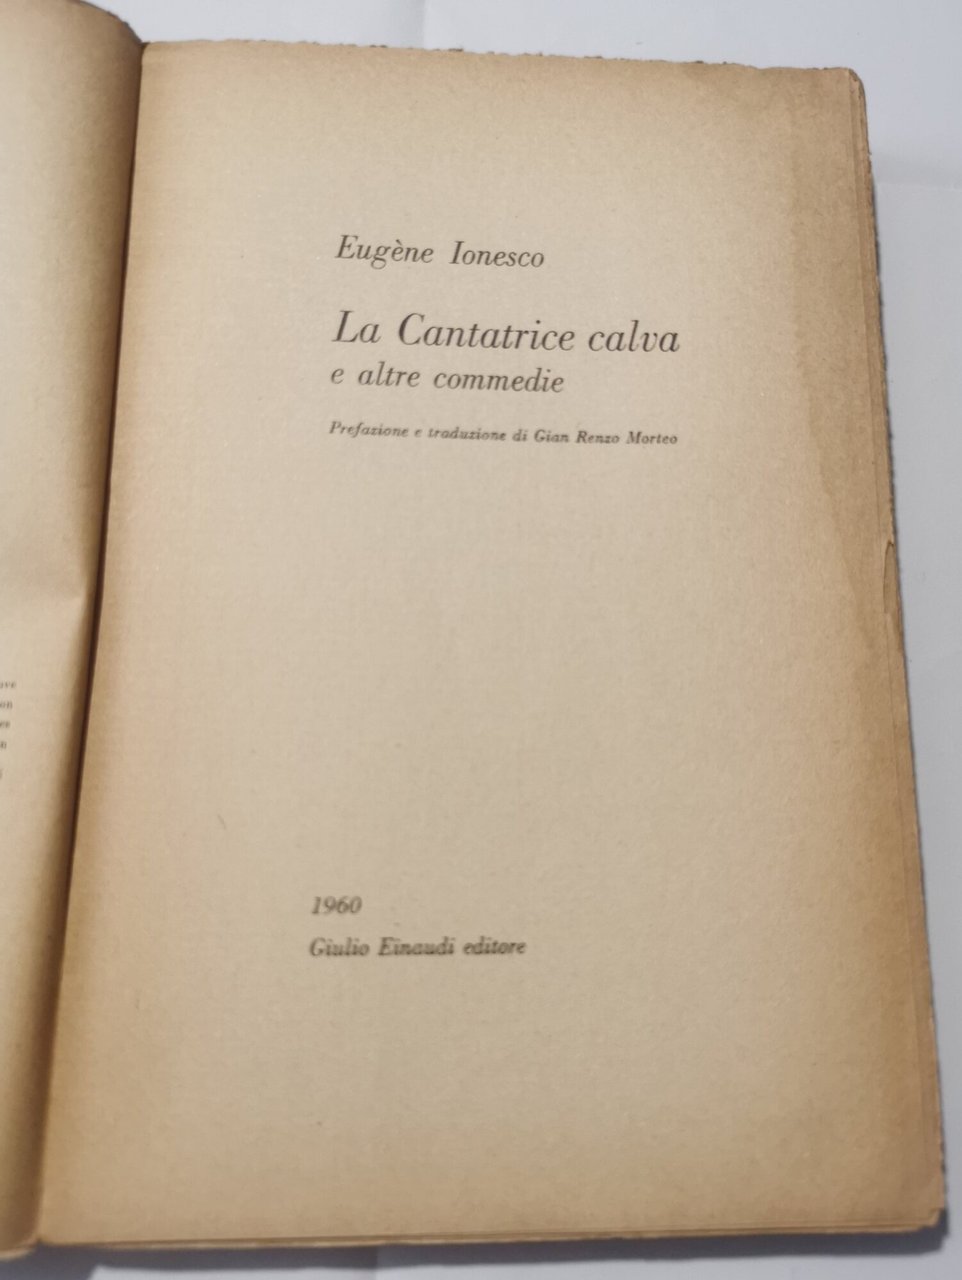 Eugène Ionesco
La Cantatrice calva
e altre commedie
Prefazione e traduzione di Gian Renzo Morteo
1960
Giulio Einaudi editore